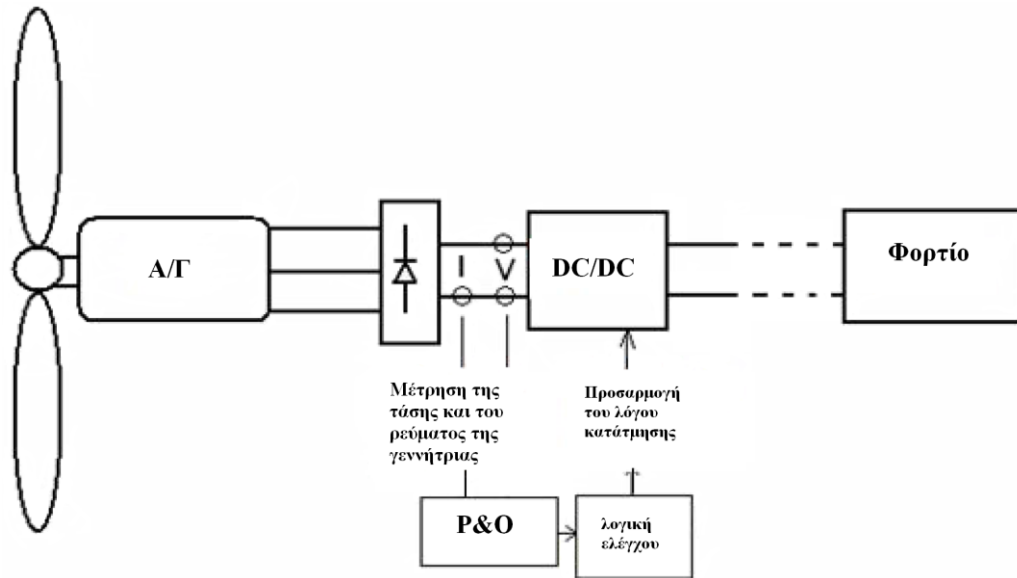 Α/Γ
I
V
DC/DC
Φορτίο
Μέτρηση της
τάσης και του
ρεύματος της
γεννήτριας
Προσαρμογή
του λόγου
κατάτμησης
P&O
λογική
ελέγχου